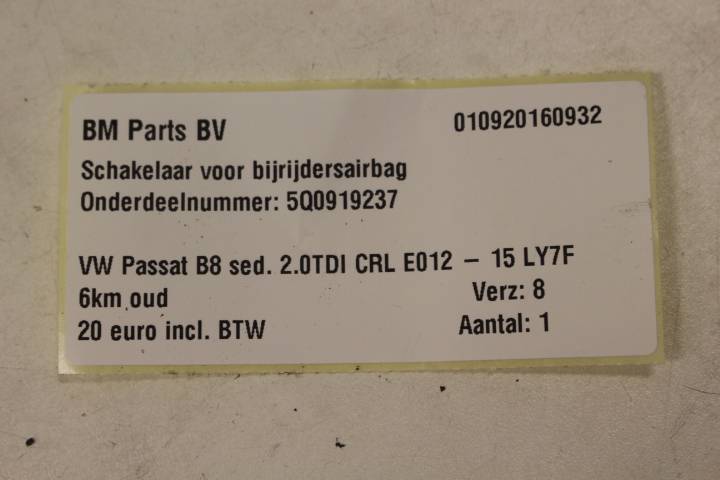 BM Parts BV 010920160932
Schakelaar voor bijrijdersairbag
Onderdeelnummer: 5Q0919237
VW Passat B8 sed. 2.0TDI CRL E012 – 15 LY7F
6km oud Verz: 8
20 euro incl. BTW Aantal: 1